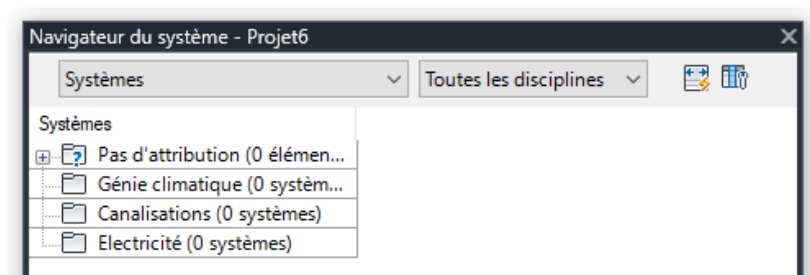 Navigateur du système - Projet6
Systèmes
Toutes les disciplines
Systèmes
Pas d'attribution (0 élémen...
Génie climatique (0 systèm...
Canalisations (0 systèmes)
Electricité (0 systèmes)